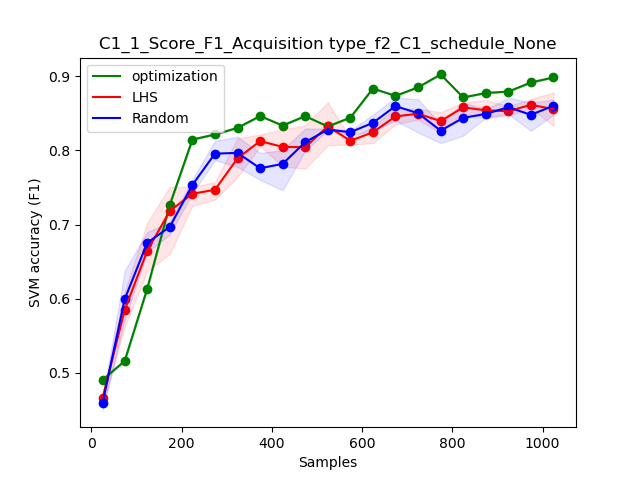 C1_1_Score_F1_Acquisition type_f2_C1_schedule_None
optimization
LHS
Random
SVM accuracy (F1)
0.9
0.8
0.7
0.6
0.5
0
200
400
600
800
1000
Samples